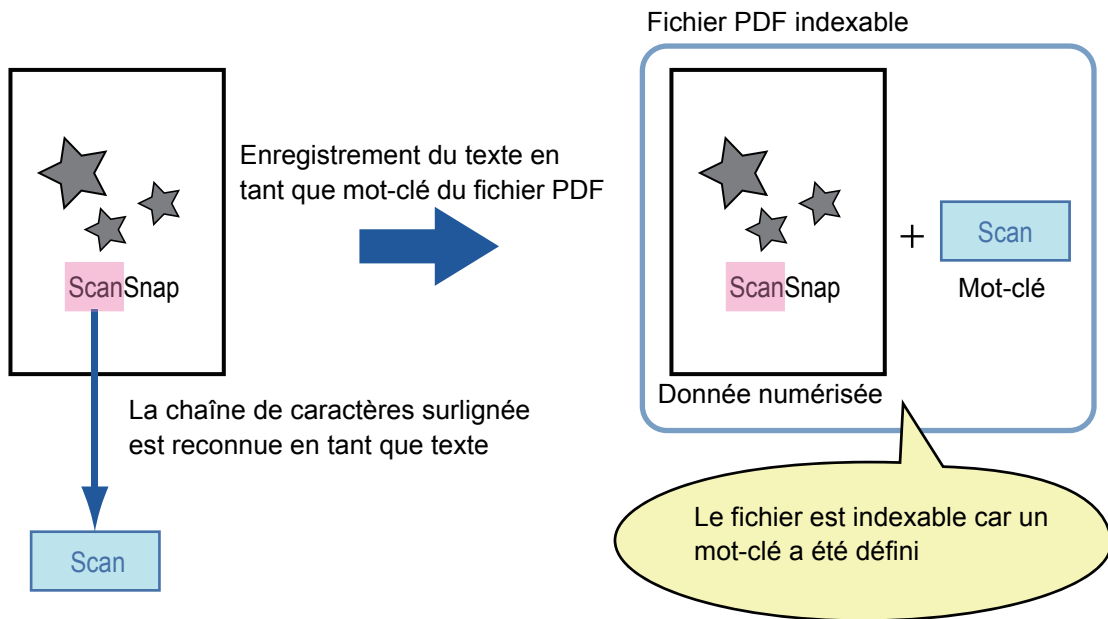 Fichier PDF indexable
Enregistrement du texte en
tant que mot-clé du fichier PDF
ScanSnap
ScanSnap
+
Scan
Mot-clé
Donnée numérisée
La chaîne de caractères surlignée
est reconnue en tant que texte
Scan
Le fichier est indexable car un
mot-clé a été défini